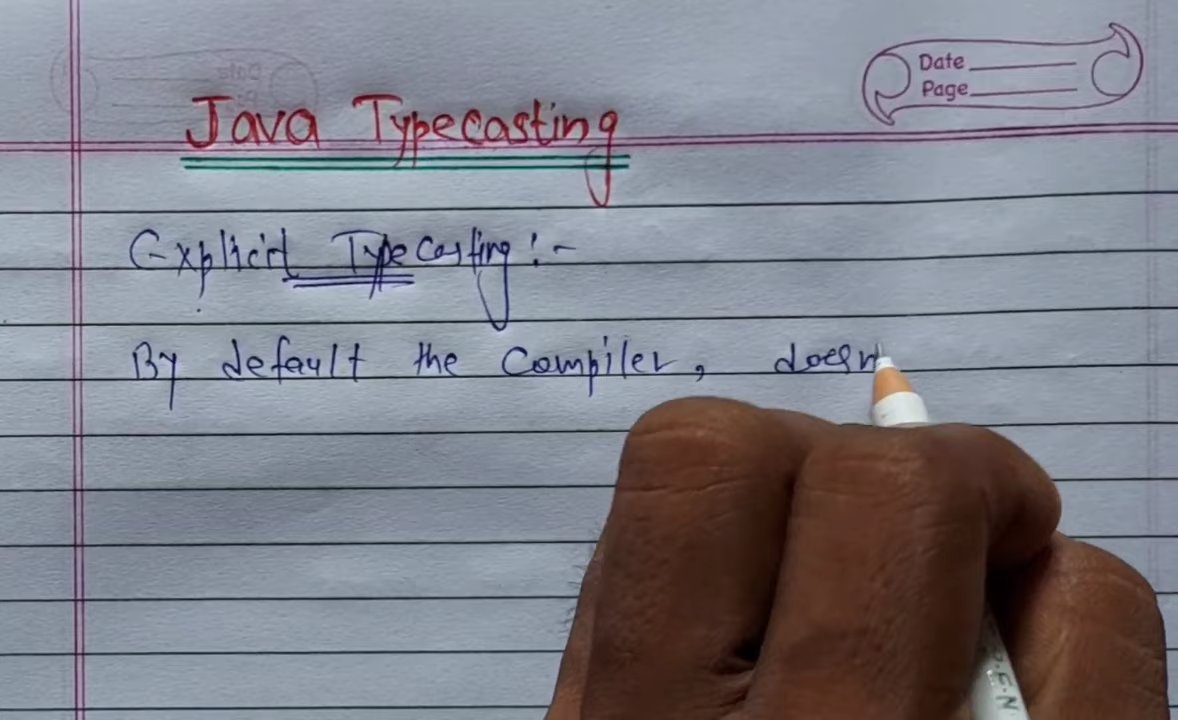 Date
Page
Java Typecasting
Explicit Typecasting:-
By default the Compiler, doesn